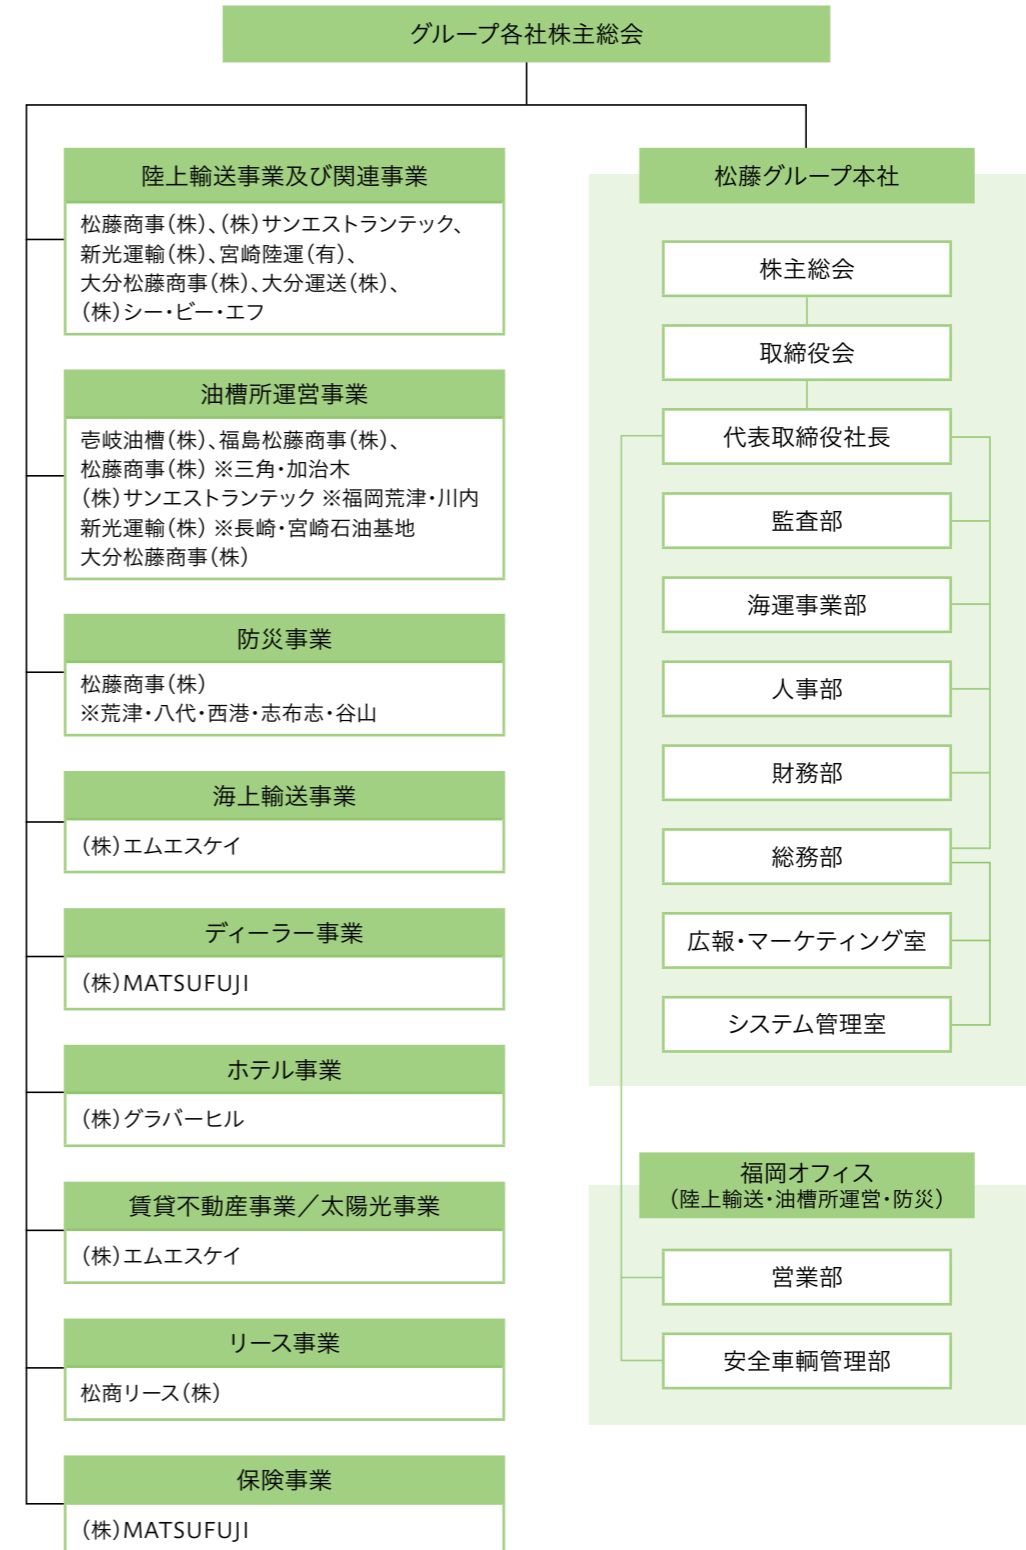 グループ各社株主総会
陸上輸送事業及び関連事業
松藤商事(株)、(株)サンエストランテック、
新光運輸(株)、宮崎陸運(有)、
大分松藤商事(株)、大分運送(株)、
(株)シー・ビー・エフ
油槽所運営事業
壱岐油槽(株)、福島松藤商事(株)、
松藤商事(株) ※三角・加治木
(株)サンエストランテック ※福岡荒津・川内
新光運輸(株) ※長崎・宮崎石油基地
大分松藤商事(株)
防災事業
松藤商事(株)
※荒津・八代・西港・志布志・谷山
海上輸送事業
(株)エムエスケイ
ディーラー事業
(株)MATSUFUJI
ホテル事業
(株)グラバーヒル
賃貸不動産事業／太陽光事業
(株)エムエスケイ
リース事業
松商リース(株)
保険事業
(株)MATSUFUJI
松藤グループ本社
株主総会
取締役会
代表取締役社長
監査部
海運事業部
人事部
財務部
総務部
広報・マーケティング室
システム管理室
福岡オフィス
(陸上輸送・油槽所運営・防災)
営業部
安全車輌管理部